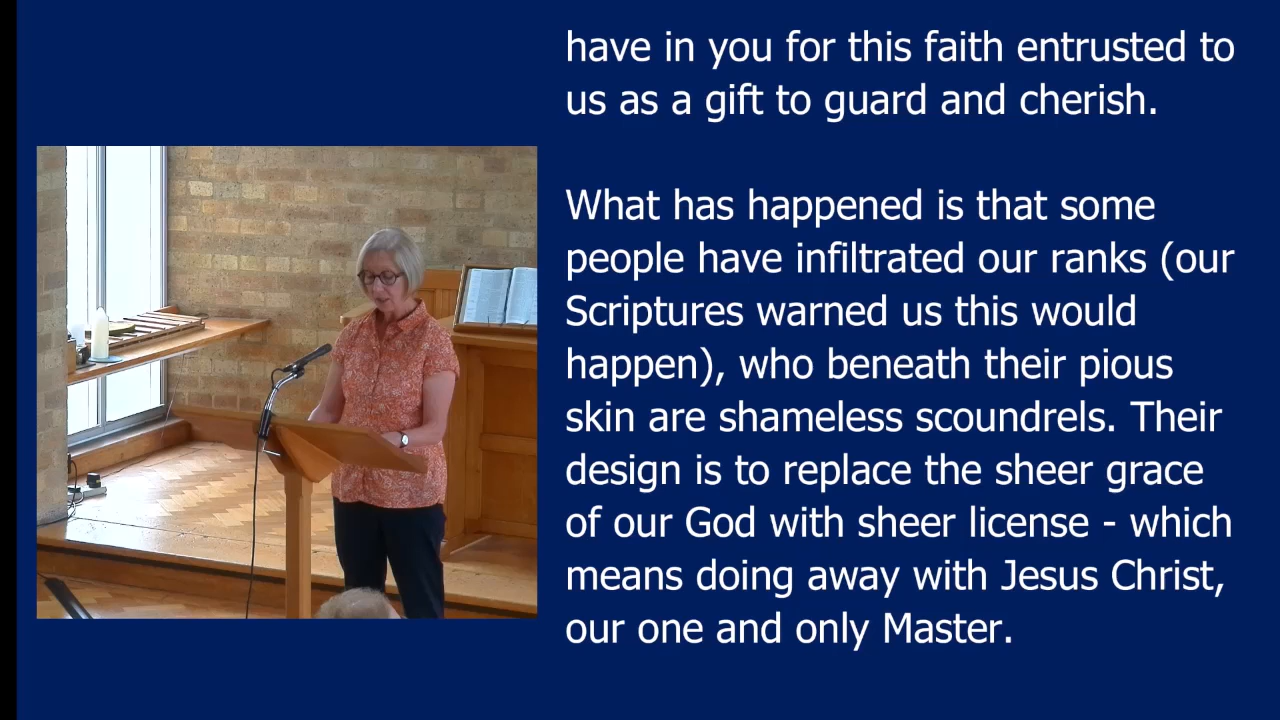 have in you for this faith entrusted to
us as a gift to guard and cherish.
What has happened is that some
people have infiltrated our ranks (our
Scriptures warned us this would
happen), who beneath their pious
skin are shameless scoundrels. Their
design is to replace the sheer grace
of our God with sheer license - which
means doing away with Jesus Christ,
our one and only Master.